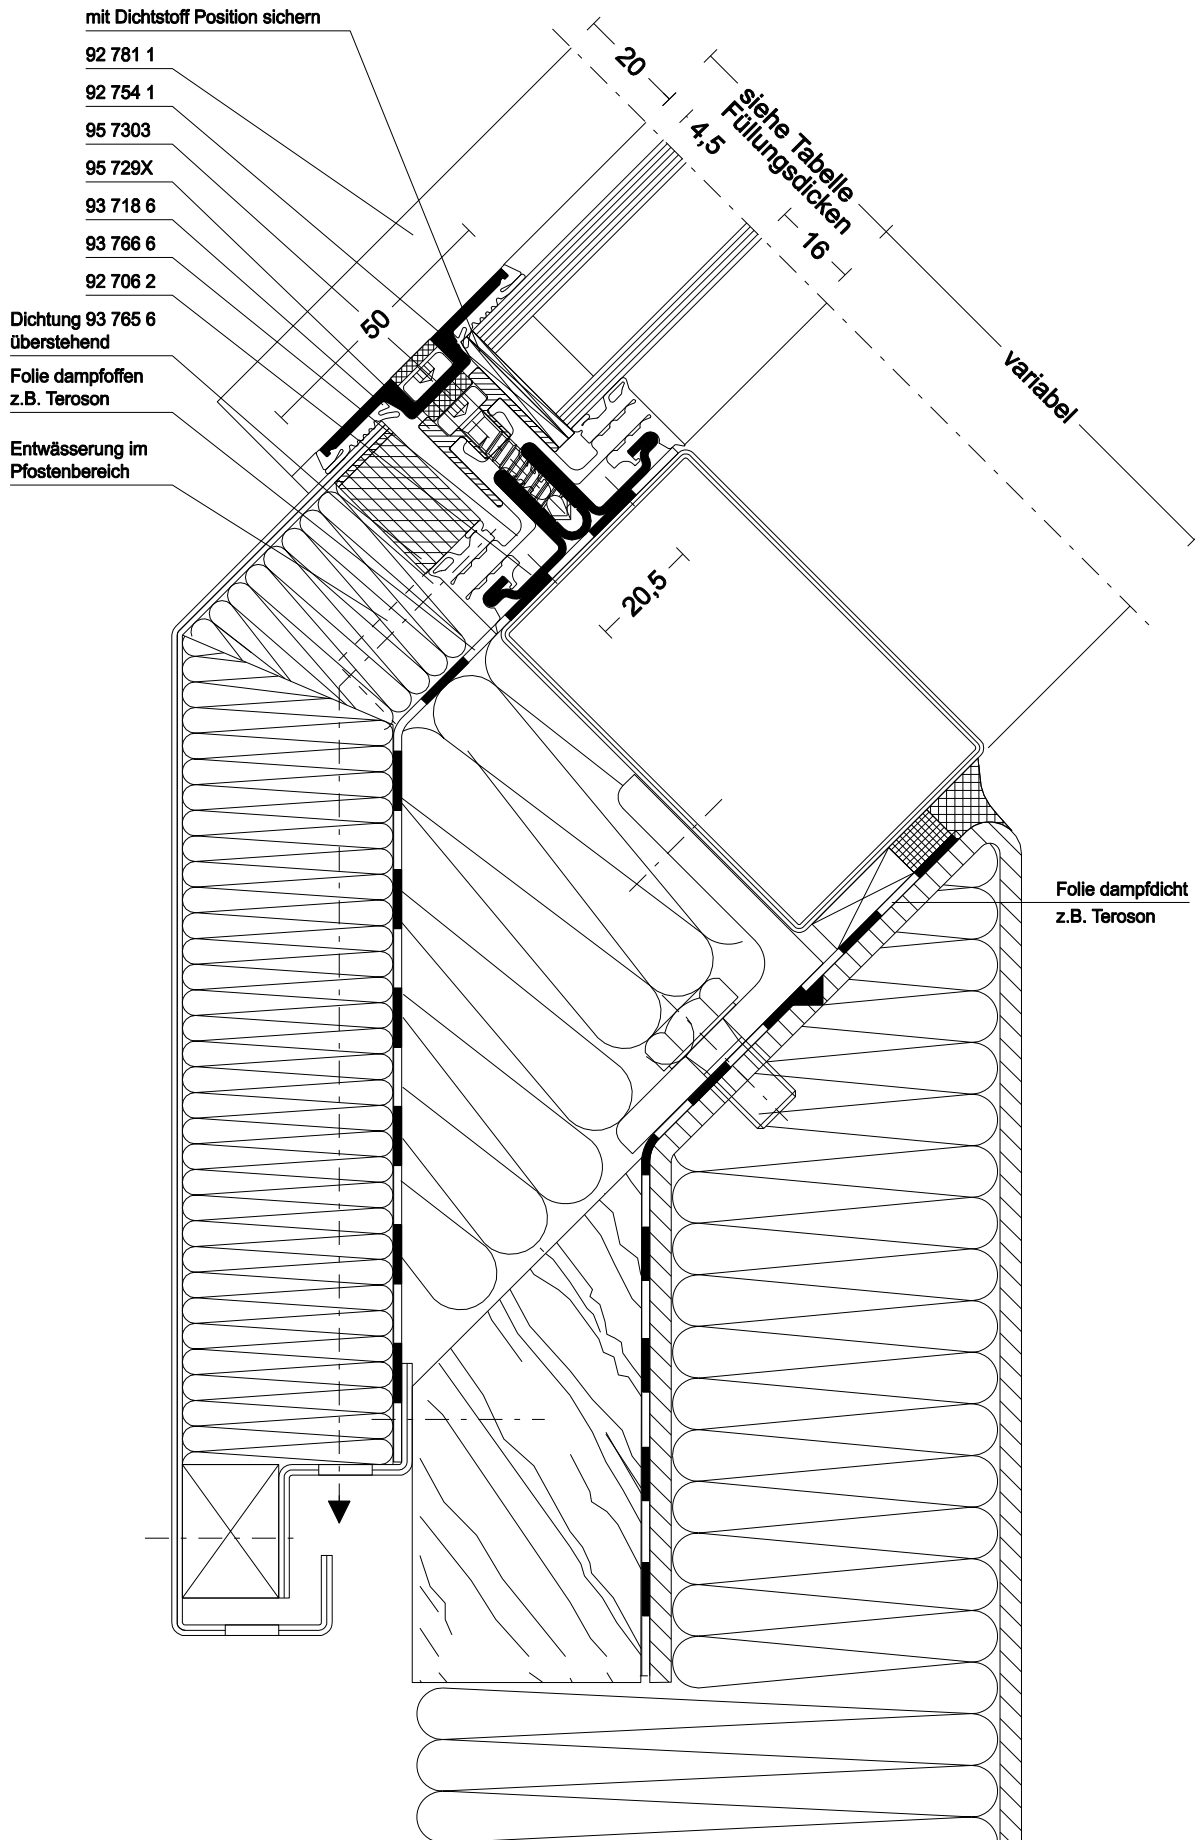 mit Dichtstoff Position sichern
92 781 1
92 754 1
95 7303
95 729X
93 718 6
93 766 6
92 706 2
Dichtung 93 765 6
überstehend
Folie dampfoffen
z.B. Teroson
Entwässerung im
Pfostenbereich
20
4,5
siehe Tabelle
Füllungsdicken
16
variabel
50
20,5
Folie dampfdicht
z.B. Teroson